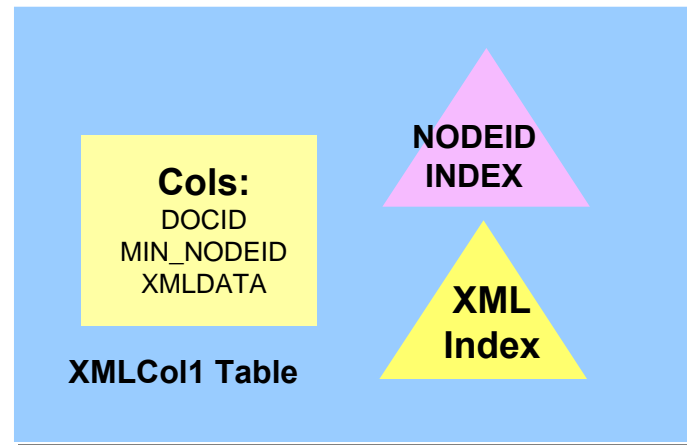 Cols:
DOCID
MIN_NODEID
XMLDATA
XMLCol1 Table
NODEID
INDEX
XML
Index